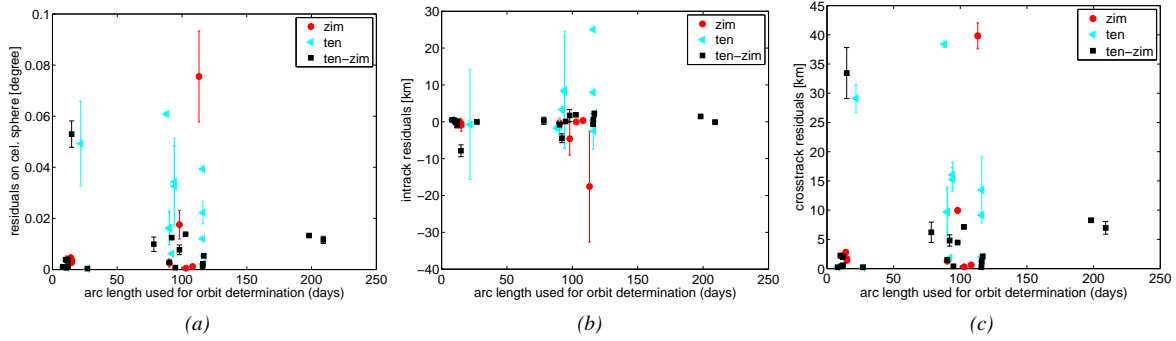 0.1
0.08
0.06
0.04
0.02
0
0 50 100 150 200 250
residuals on cel. sphere [degree]
arc length used for orbit determination (days)
zim
ten
ten−zim
(a)
30
20
10
0
−10
−20
−30
−40
0 50 100 150 200 250
intrack residuals [km]
arc length used for orbit determination (days)
zim
ten
ten−zim
(b)
45
40
35
30
25
20
15
10
5
0
0 50 100 150 200 250
crosstrack residuals [km]
arc length used for orbit determination (days)
zim
ten
ten−zim
(c)